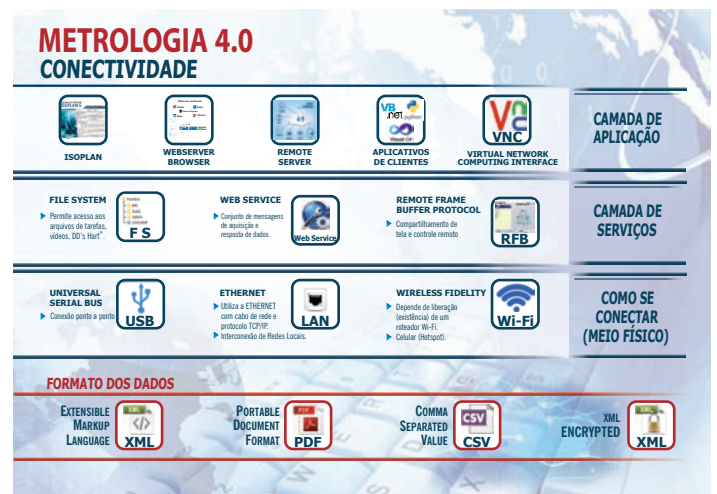 METROLOGIA 4.0
CONECTIVIDADE
VB
.net
python
VNC
ISOPLAN
WEBSERVER
BROWSER
REMOTE
SERVER
APLICATIVOS
DE CLIENTES
VIRTUAL NETWORK
COMPUTING INTERFACE
CAMADA DE
APLICAÇÃO
FILE SYSTEM
Permite acesso aos
arquivos de tarefas,
vídeos, DD's Hart®.
F S
WEB SERVICE
Conjunto de mensagens
de aquisição e
resposta de dados.
Web Service
REMOTE FRAME
BUFFER PROTOCOL
Compartilhamento de
tela e controle remoto
RFB
CAMADA DE
SERVIÇOS
UNIVERSAL
SERIAL BUS
Conexão ponto a ponto
USB
ETHERNET
Utiliza a ETHERNET
com cabo de rede e
protocolo TCP/IP.
Interconexão de Redes Locais.
LAN
WIRELESS FIDELITY
Depende de liberação
(existência) de um
roteador Wi-Fi.
Celular (Hotspot).
Wi-Fi
COMO SE
CONECTAR
(MEIO FÍSICO)
FORMATO DOS DADOS
EXTENSIBLE
MARKUP
LANGUAGE
XML
PORTABLE
DOCUMENT
FORMAT
PDF
PDF
COMMA
SEPARATED
VALUE
CSV
CSV
XML
ENCRYPTED
XML